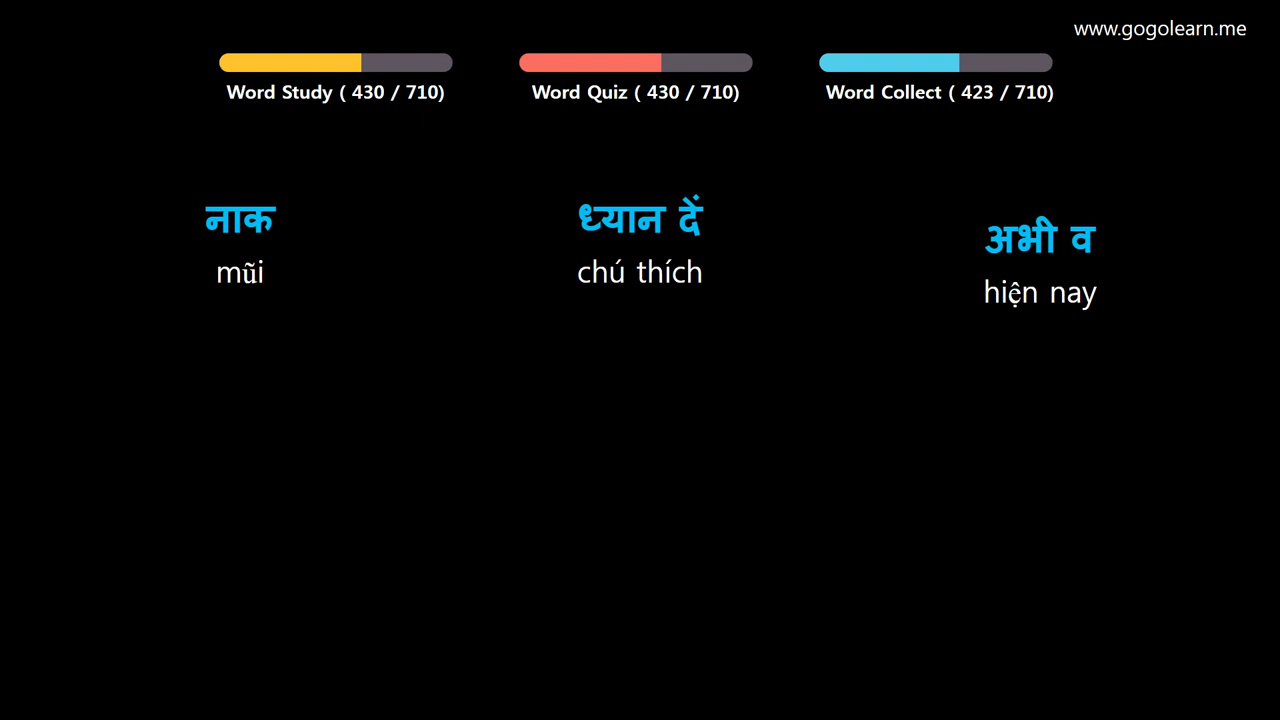 www.gogolearn.me
Word Study ( 430 / 710)
Word Quiz ( 430 / 710)
Word Collect ( 423 / 710)
नाक
mũi
ध्यान दें
chú thích
अभी व
hiện nay